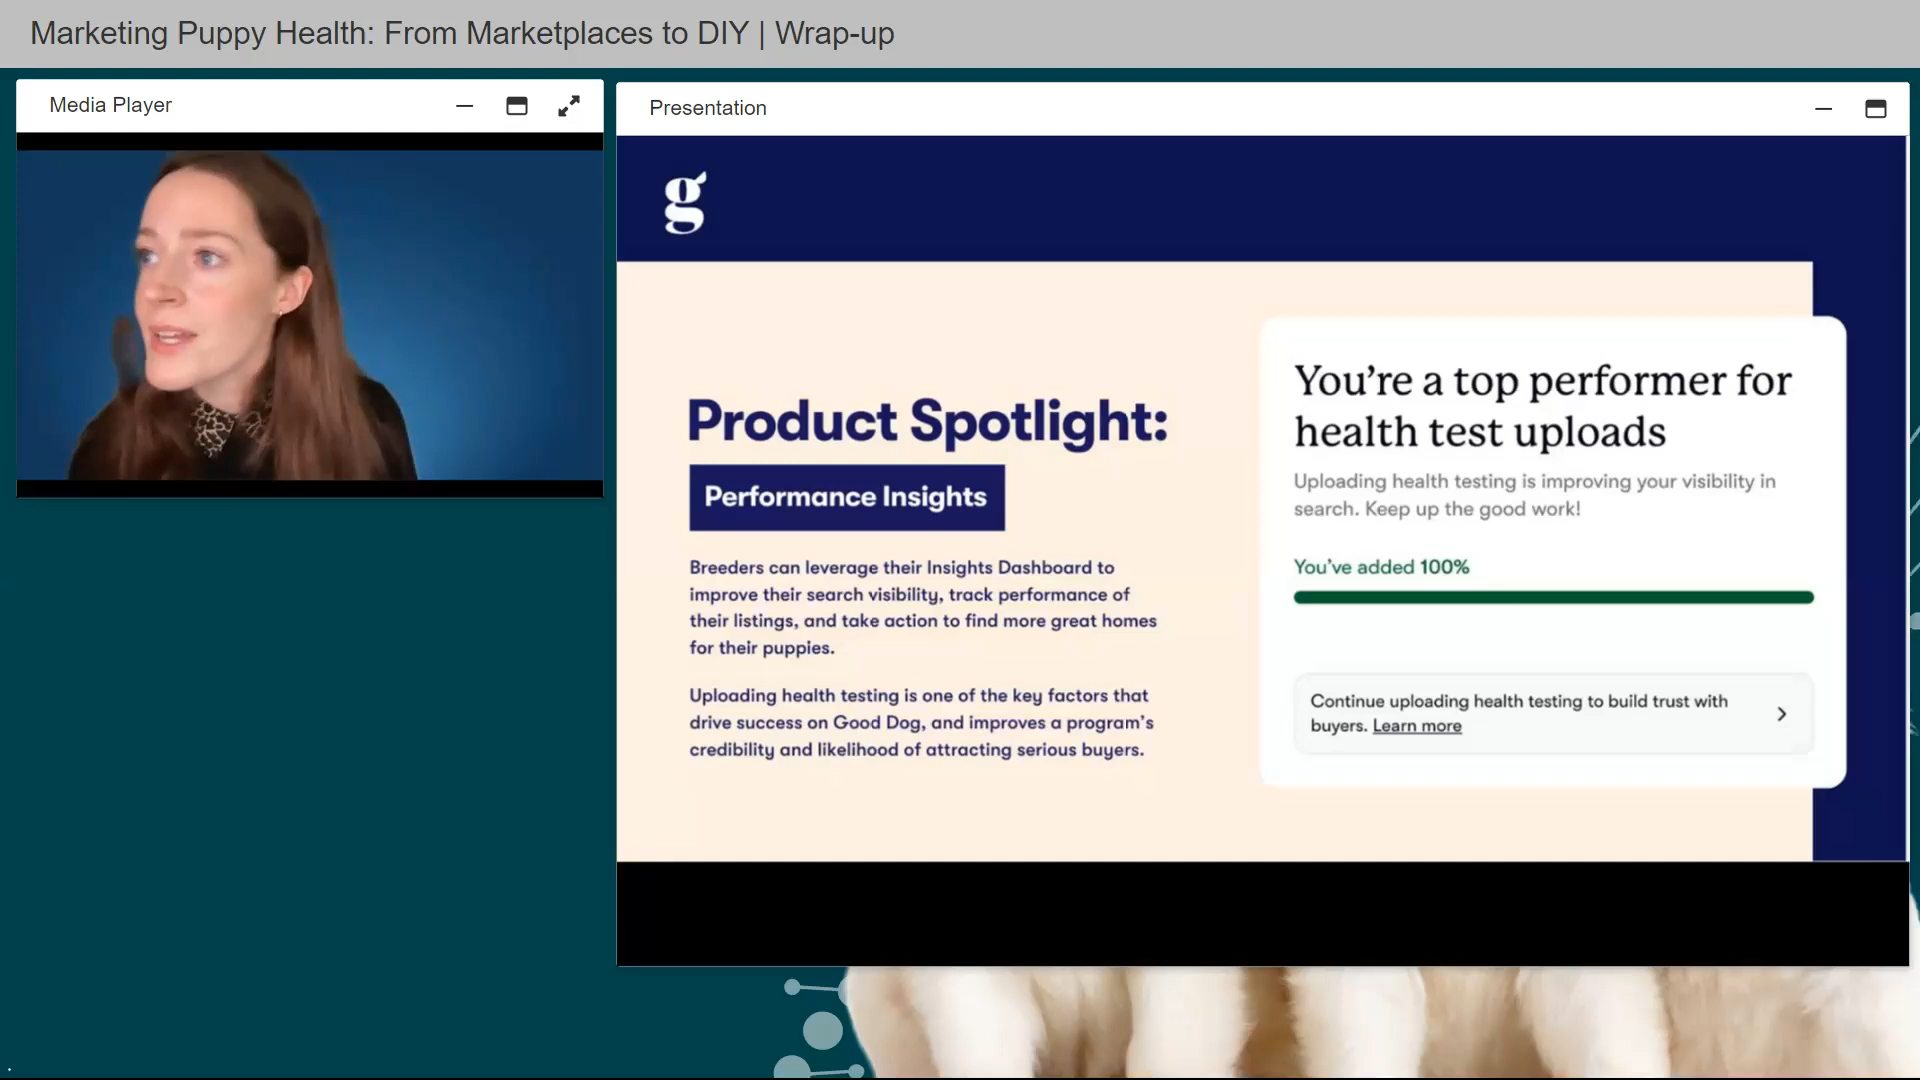 Marketing Puppy Health: From Marketplaces to DIY | Wrap-up
Media Player
Presentation
g
Product Spotlight:
Performance Insights
Breeders can leverage their Insights Dashboard to
improve their search visibility, track performance of
their listings, and take action to find more great homes
for their puppies.
Uploading health testing is one of the key factors that
drive success on Good Dog, and improves a program's
credibility and likelihood of attracting serious buyers.
You're a top performer for
health test uploads
Uploading health testing is improving your visibility in
search. Keep up the good work!
You've added 100%
Continue uploading health testing to build trust with
buyers. Learn more